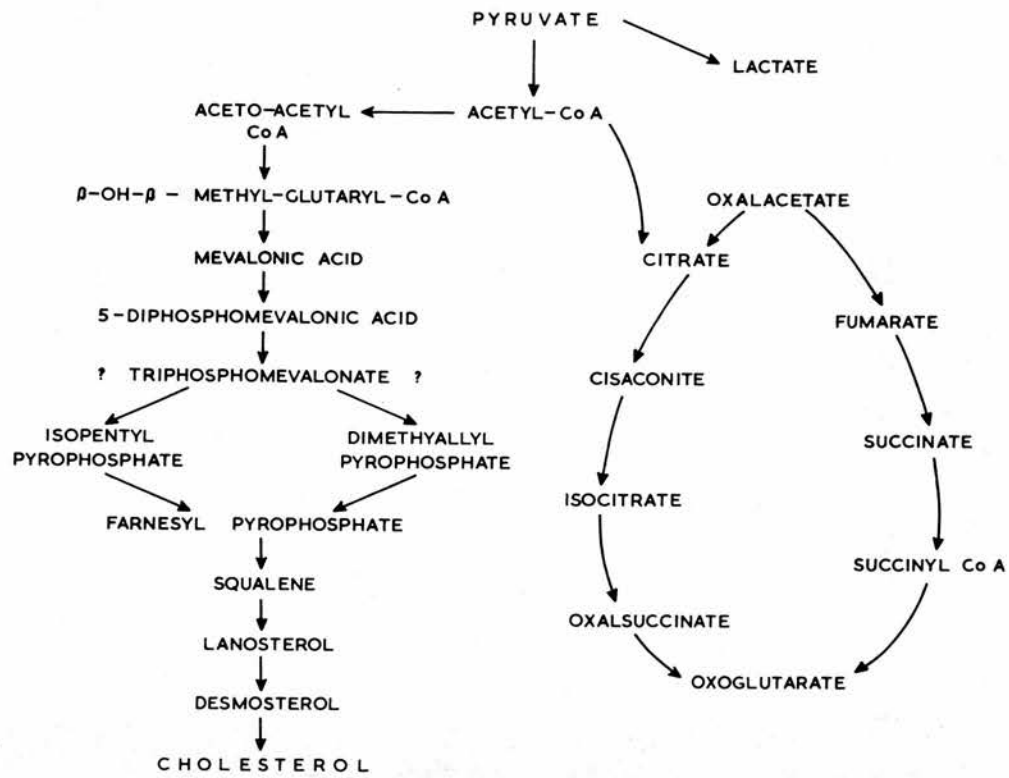 PYRUVATE
LACTATE
ACETO-ACETYL
CoA
ACETYL-CoA
β-OH-β - METHYL-GLUTARYL-CoA
OXALACETATE
MEVALONIC ACID
CITRATE
5-DIPHOSPHOMEVALONIC ACID
FUMARATE
? TRIPHOSPHOMEVALONATE ?
CISACONITE
ISOPENTYL
PYROPHOSPHATE
DIMETHYALLYL
PYROPHOSPHATE
SUCCINATE
ISOCITRATE
FARNESYL PYROPHOSPHATE
SUCCINYL CoA
SQUALENE
OXALSUCCINATE
LANOSTEROL
OXOGLUTARATE
DESMOSTEROL
CHOLESTEROL